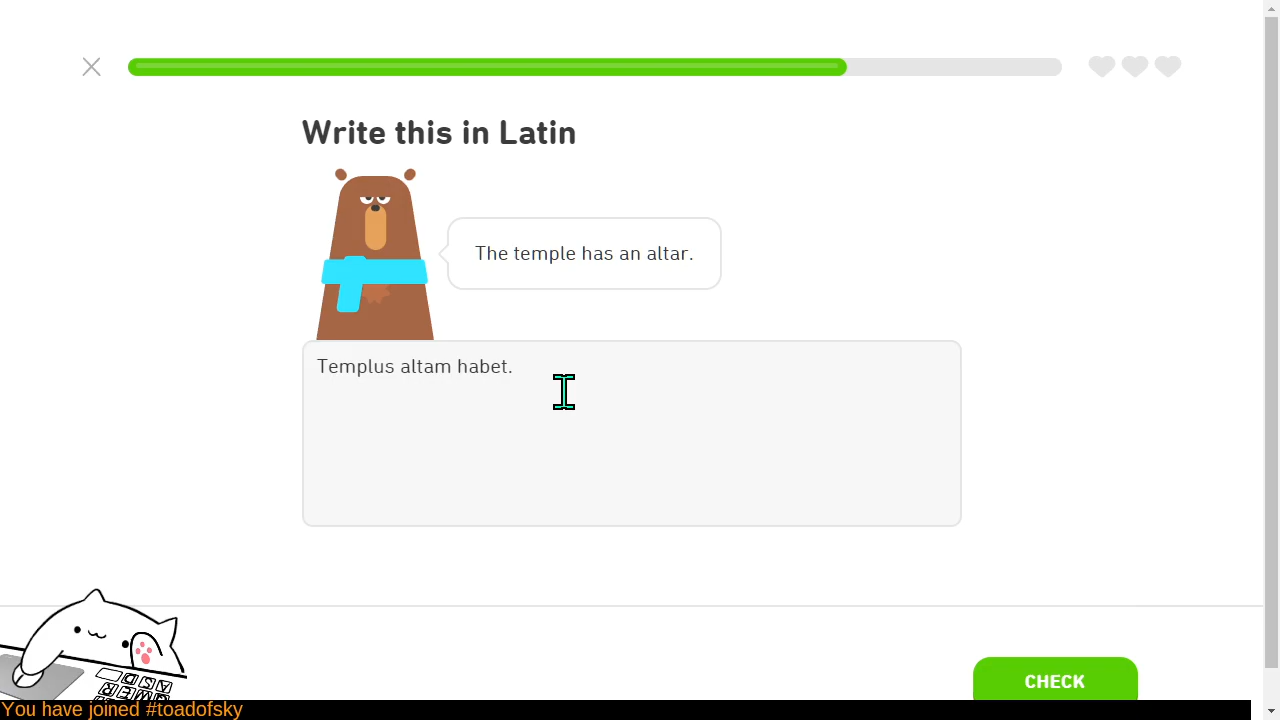 Write this in Latin
The temple has an altar.
Templus altam habet.
CHECK
You have joined #toadofsky